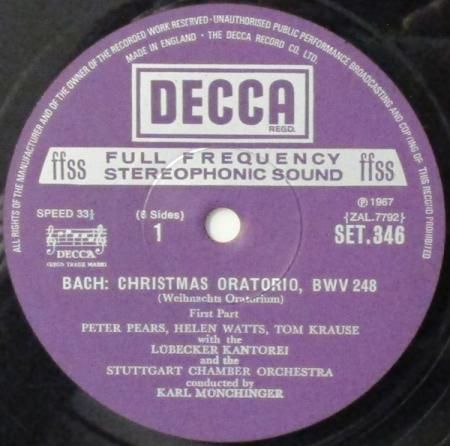 ALL RIGHTS OF THE MANUFACTURER AND OF THE OWNER OF THE RECORDED WORK RESERVED · UNAUTHORISED PUBLIC PERFORMANCE BROADCASTING AND COPYING OF THIS RECORD PROHIBITED
MADE IN ENGLAND · THE DECCA RECORD CO. LTD.
DECCA
REGD.
ffss FULL FREQUENCY ffss
STEREOPHONIC SOUND
SPEED 33⅓
(6 Sides)
1
℗ 1967
{ZAL.7792}
SET.346
DECCA
(REGD TRADE MARK)
BACH: CHRISTMAS ORATORIO, BWV 248
(Weihnachts Oratorium)
First Part
PETER PEARS, HELEN WATTS, TOM KRAUSE
with the
LÜBECKER KANTOREI
and the
STUTTGART CHAMBER ORCHESTRA
conducted by
KARL MÜNCHINGER